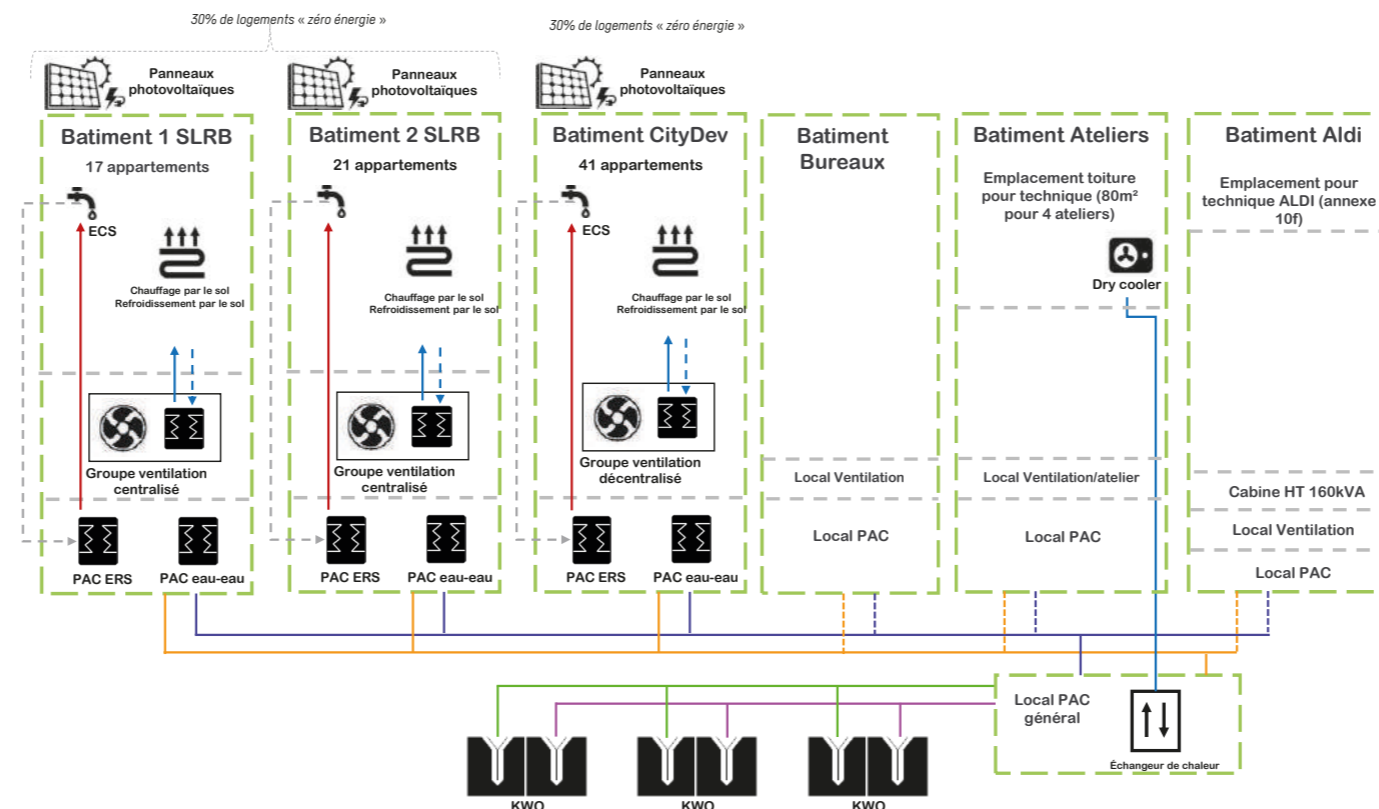 30% de logements « zéro énergie »
30% de logements « zéro énergie »
Panneaux
photovoltaïques
Panneaux
photovoltaïques
Panneaux
photovoltaïques
Batiment 1 SLRB
17 appartements
ECS
Chauffage par le sol
Refroidissement par le sol
Groupe ventilation
centralisé
PAC ERS
PAC eau-eau
Batiment 2 SLRB
21 appartements
Chauffage par le sol
Refroidissement par le sol
Groupe ventilation
centralisé
PAC ERS
PAC eau-eau
Batiment CityDev
41 appartements
ECS
Chauffage par le sol
Refroidissement par le sol
Groupe ventilation
décentralisé
PAC ERS
PAC eau-eau
Batiment
Bureaux
Local Ventilation
Local PAC
Batiment Ateliers
Emplacement toiture
pour technique (80m²
pour 4 ateliers)
Dry cooler
Local Ventilation/atelier
Local PAC
Batiment Aldi
Emplacement pour
technique ALDI (annexe
10f)
Cabine HT 160kVA
Local Ventilation
Local PAC
Local PAC
général
Échangeur de chaleur
KWO
KWO
KWO